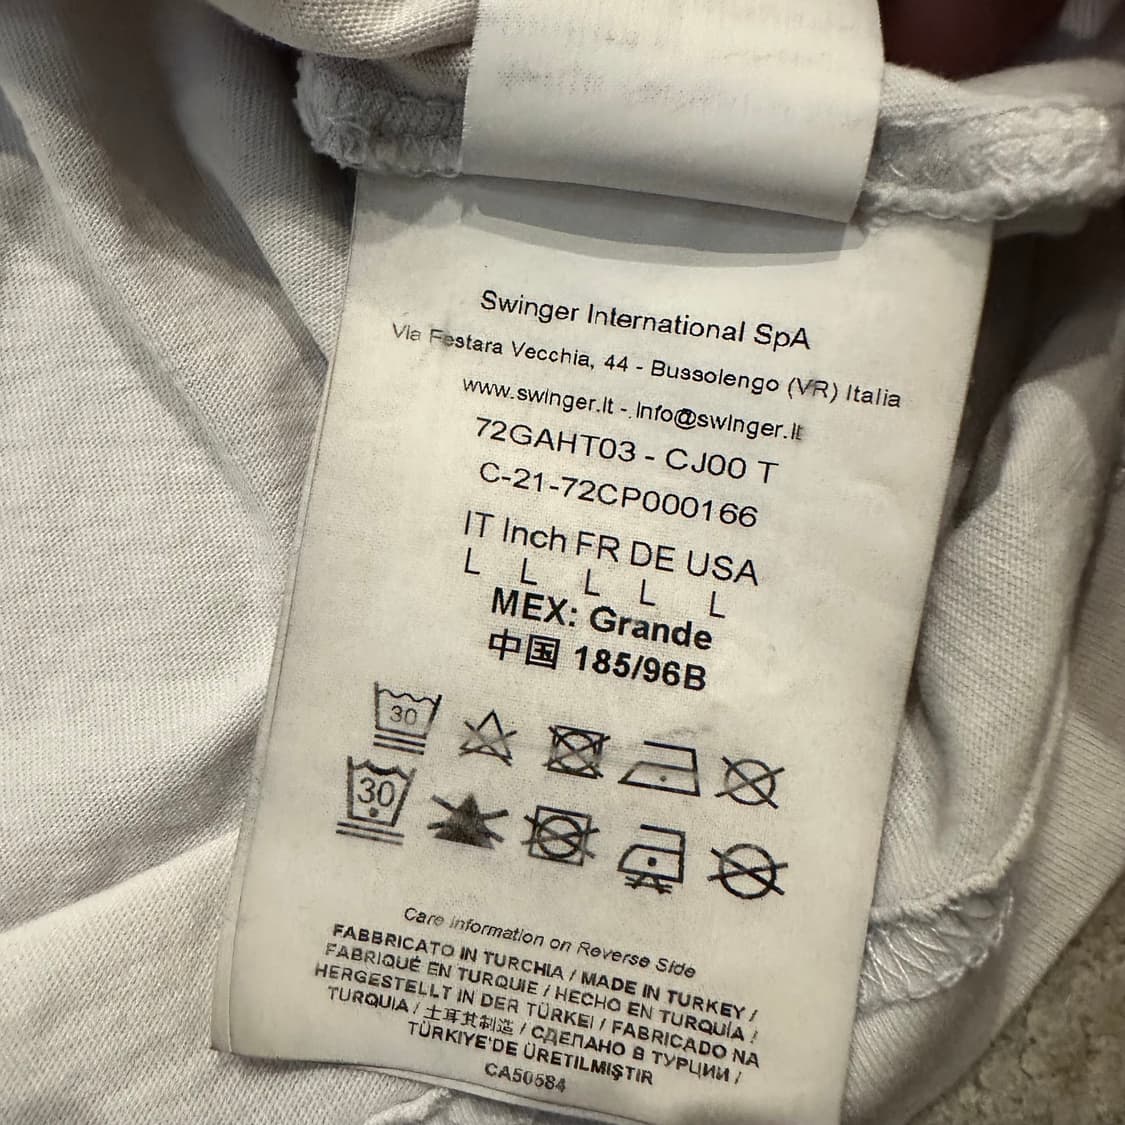 Swinger International SpA
Via Festara Vecchia, 44 - Bussolengo (VR) Italia
www.swinger.it - info@swinger.it
72GAHT03 - CJ00 T
C-21-72CP000166
IT Inch FR DE USA
L L L L L
MEX: Grande
中国 185/96B
30
30
Care information on Reverse Side
FABBRICATO IN TURCHIA / MADE IN TURKEY /
FABRIQUÉ EN TURQUIE / HECHO EN TURQUÍA /
HERGESTELLT IN DER TÜRKEI / FABRICADO NA
TURQUIA / 土耳其制造 / СДЕЛАНО В ТУРЦИИ /
TÜRKIYE'DE ÜRETILMIŞTIR
CA50584